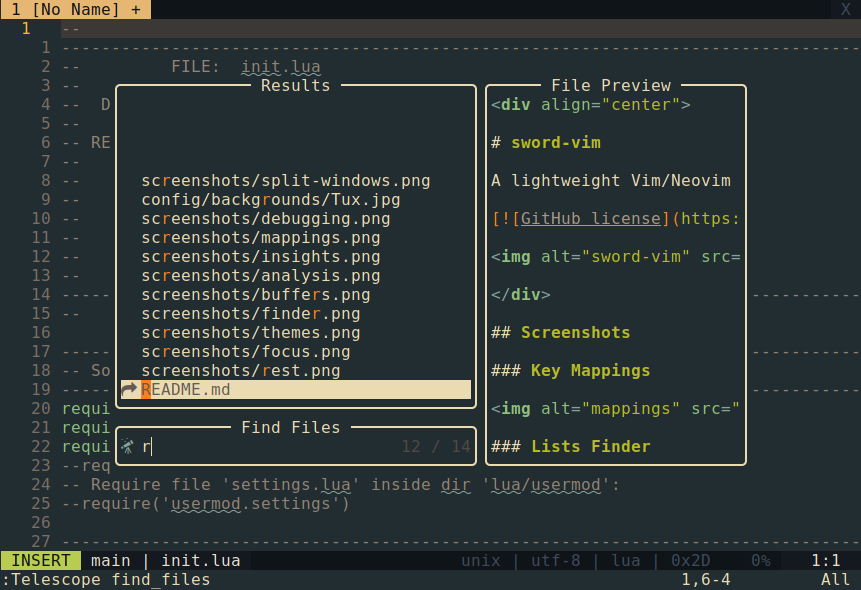 1 [No Name] + X
1 --
1 --------------------------------------------------------------------------------
2 -- FILE: init.lua
3 --
4 -- D
5 --
6 -- RE
7 --
8 --
9 --
10 --
11 --
12 --
13 --
14 ----- -----------
15 --
16
17 ----- -----------
18 -- So
19 ----- -----------
20 requi
21 requi
22 requi
23 --req
24 -- Require file 'settings.lua' inside dir 'lua/usermod':
25 --require('usermod.settings')
26
27 --------------------------------------------------------------------------------
Results
screenshots/split-windows.png
config/backgrounds/Tux.jpg
screenshots/debugging.png
screenshots/mappings.png
screenshots/insights.png
screenshots/analysis.png
screenshots/buffers.png
screenshots/finder.png
screenshots/themes.png
screenshots/focus.png
screenshots/rest.png
README.md
Find Files
r 12 / 14
File Preview
<div align="center">
# sword-vim
A lightweight Vim/Neovim
[![GitHub license](https:
<img alt="sword-vim" src=
</div>
## Screenshots
### Key Mappings
<img alt="mappings" src="
### Lists Finder
INSERT main | init.lua unix | utf-8 | lua | 0x2D 0% 1:1
:Telescope find_files 1,6-4 All